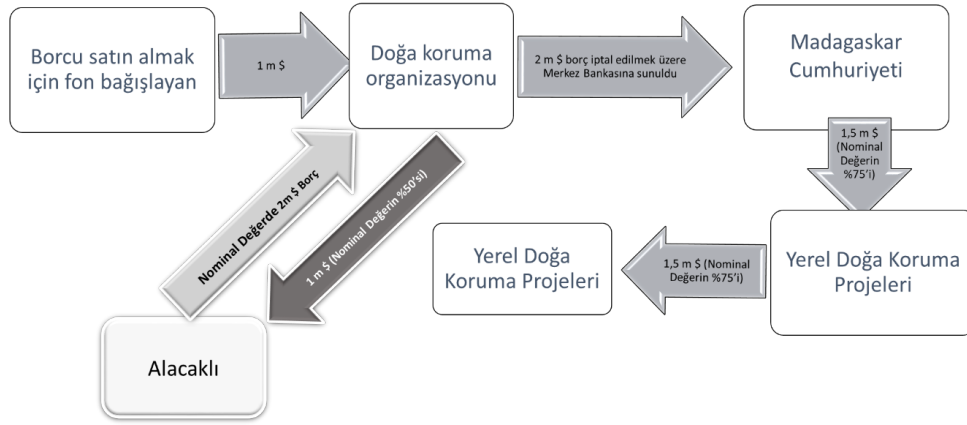 Borcu satın almak
için fon bağışlayan
1 m $
Doğa koruma
organizasyonu
2 m $ borç iptal edilmek üzere
Merkez Bankasına sunuldu
Madagaskar
Cumhuriyeti
1,5 m $
(Nominal
Değerin
%75'i)
Nominal Değerde 2m $ Borç
1 m $ (Nominal Değerin %50'si)
Yerel Doğa
Koruma Projeleri
1,5 m $ (Nominal
Değerin %75'i)
Yerel Doğa Koruma
Projeleri
Alacaklı